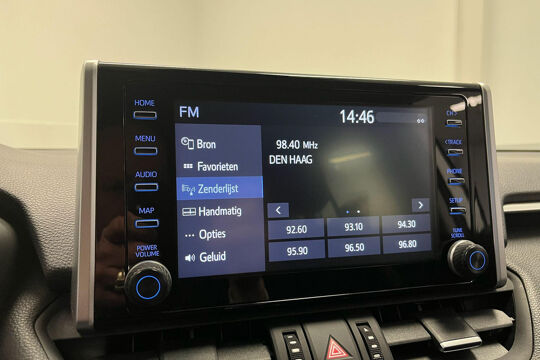 HOME
MENU
AUDIO
MAP
POWER
VOLUME
FM
14:46
Bron
Favorieten
Zenderlijst
Handmatig
Opties
Geluid
98.40 MHz
DEN HAAG
92.60 93.10 94.30
95.90 96.50 96.80
TRACK
PHONE
SETUP
TUNE
SCROLL